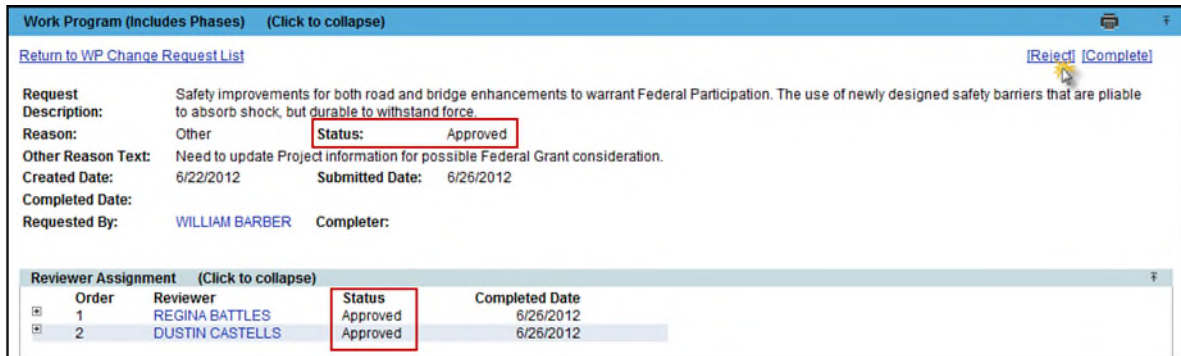 Work Program (Includes Phases) (Click to collapse)
Return to WP Change Request List [Reject] [Complete]
Request Description: Safety improvements for both road and bridge enhancements to warrant Federal Participation. The use of newly designed safety barriers that are pliable
to absorb shock, but durable to withstand force.
Reason: Other Status: Approved
Other Reason Text: Need to update Project information for possible Federal Grant consideration.
Created Date: 6/22/2012 Submitted Date: 6/26/2012
Completed Date:
Requested By: WILLIAM BARBER Completer:
Reviewer Assignment (Click to collapse)
Order Reviewer Status Completed Date
1 REGINA BATTLES Approved 6/26/2012
2 DUSTIN CASTELLS Approved 6/26/2012